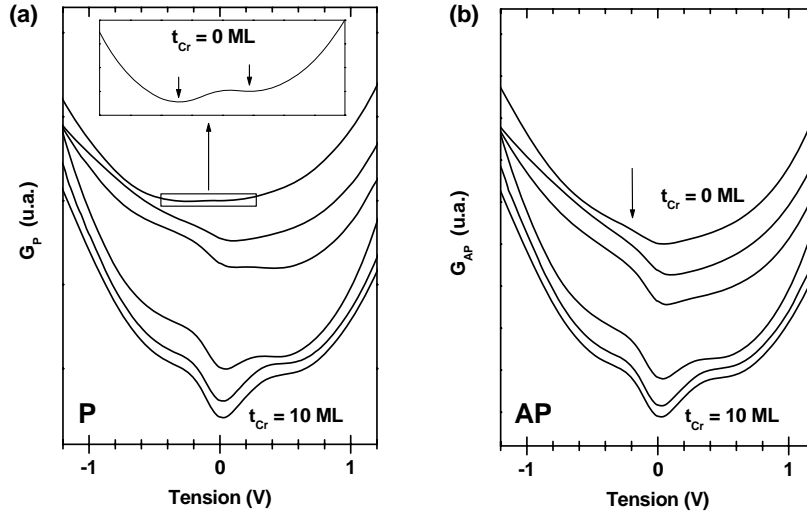 (a)
t_Cr = 0 ML
G_P (u.a.)
P
t_Cr = 10 ML
-1 0 1
Tension (V)
(b)
t_Cr = 0 ML
G_AP (u.a.)
AP
t_Cr = 10 ML
-1 0 1
Tension (V)